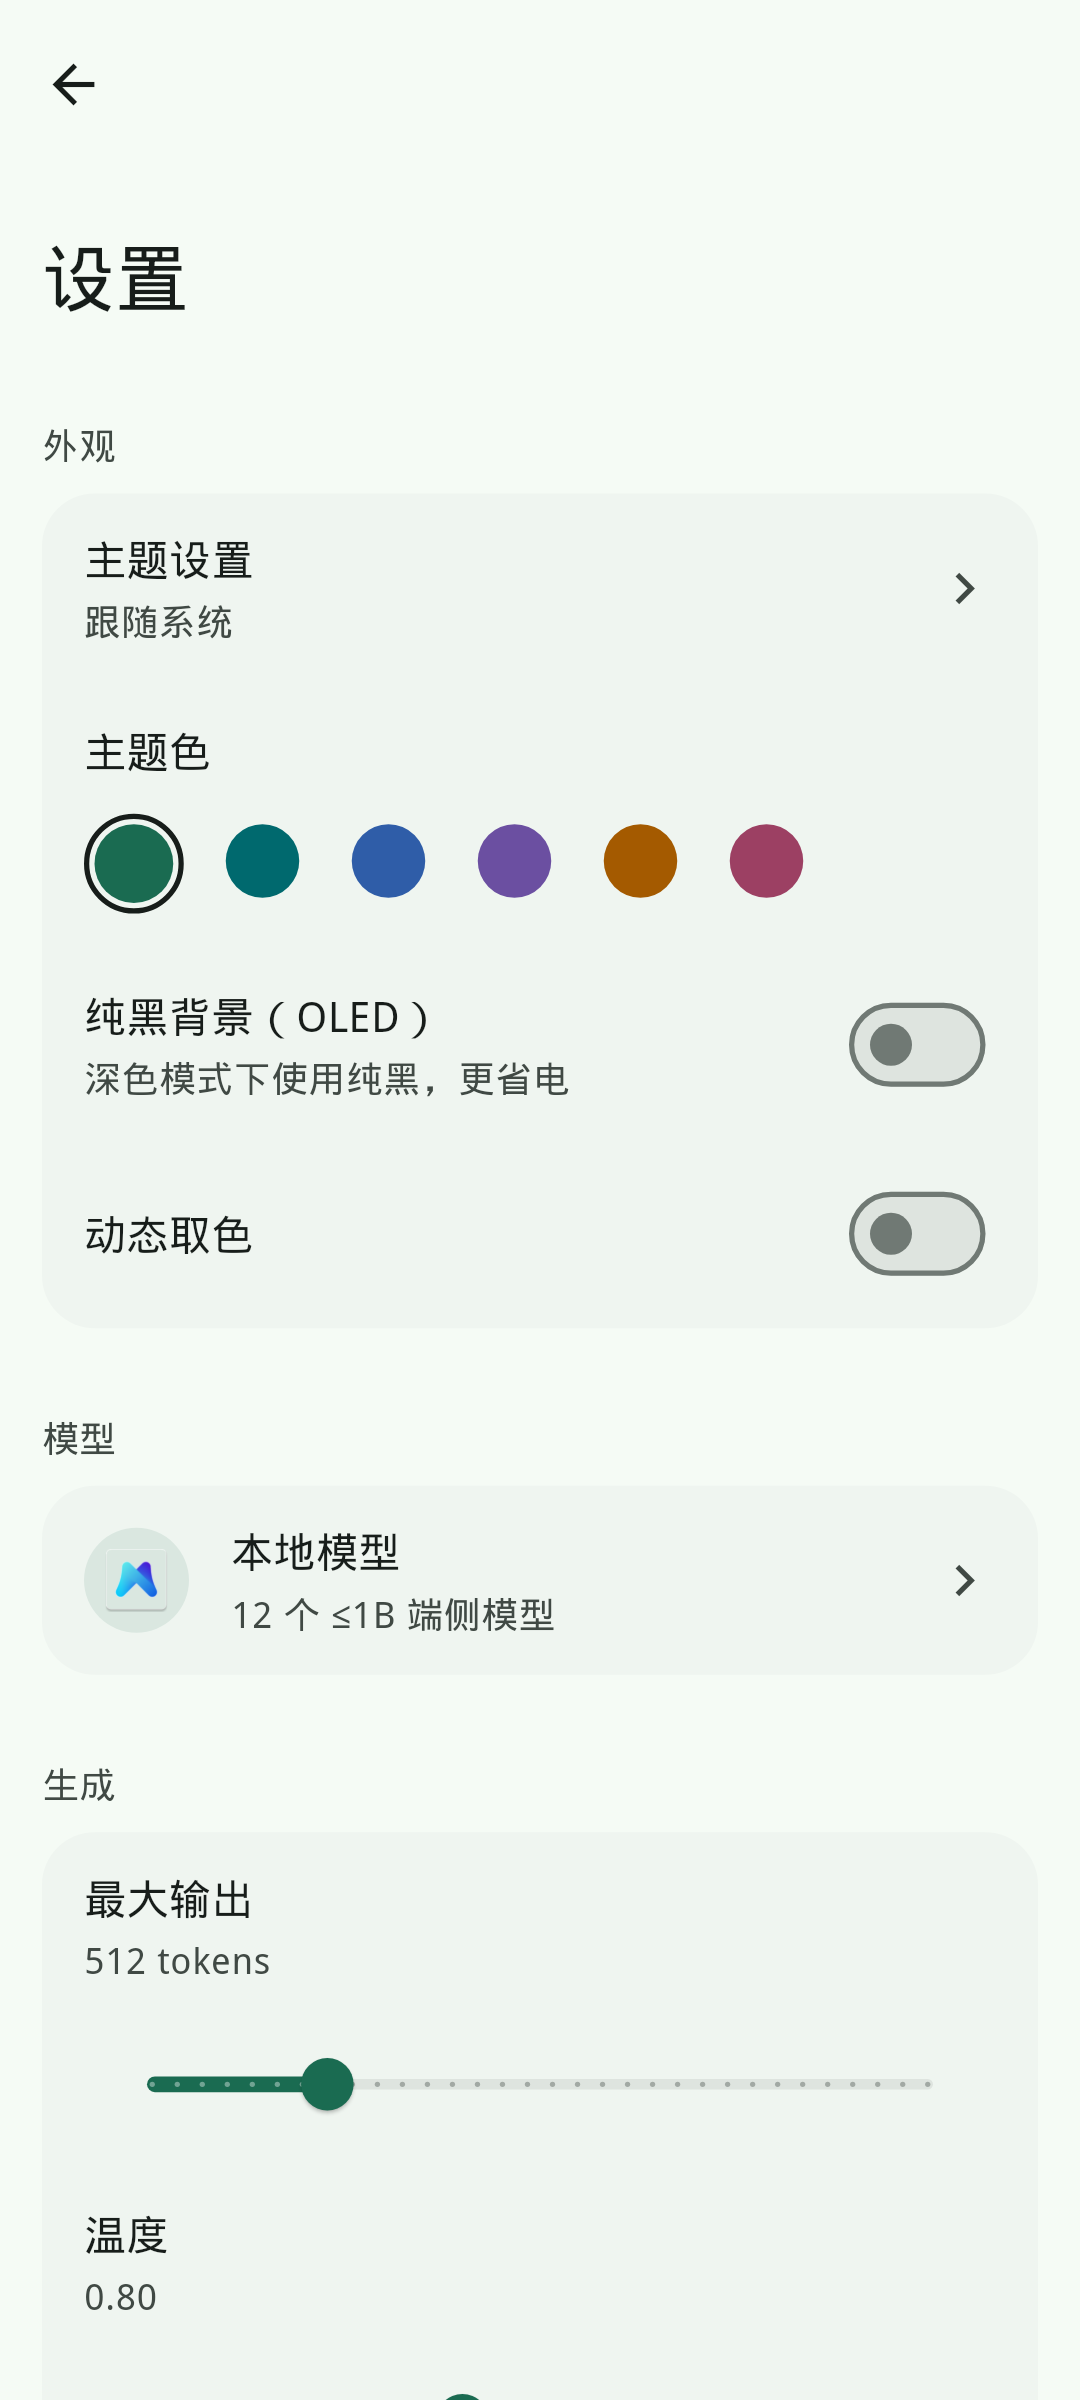 设置
外观
主题设置
跟随系统
主题色
纯黑背景（OLED）
深色模式下使用纯黑，更省电
动态取色
模型
本地模型
12 个 ≤1B 端侧模型
生成
最大输出
512 tokens
温度
0.80